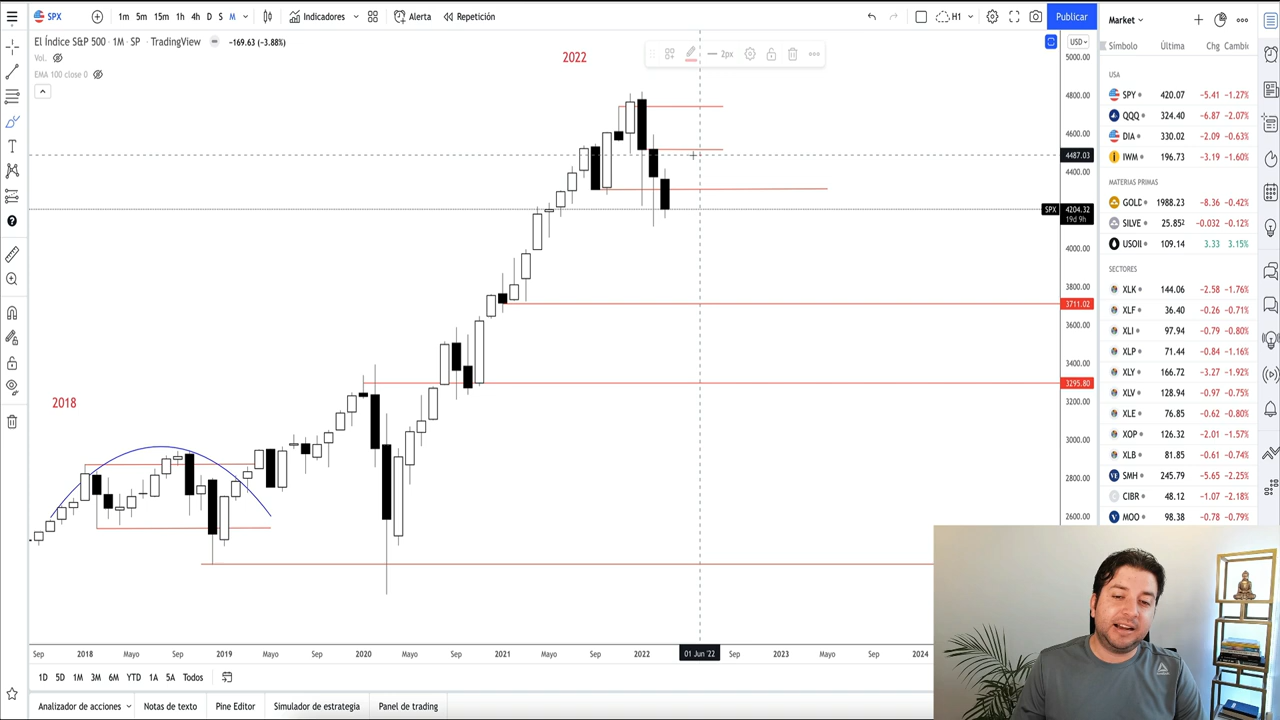 SPX 1m 5m 15m 1h 4h D S M Indicadores Alerta Repetición H1 Publicar Market
El Índice S&P 500 · 1M · SP · TradingView −169.63 (−3.88%)
Vol.
EMA 100 close 0
2022
2px
USD
5000.00
4800.00
4600.00
4487.03
4400.00
SPX 4204.32
19d 9h
4000.00
3800.00
3711.02
3600.00
3400.00
3295.80
3200.00
3000.00
2800.00
2600.00
2018
Sep 2018 Mayo Sep 2019 Mayo Sep 2020 Mayo Sep 2021 Mayo Sep 2022 01 Jun '22 Sep 2023 Mayo Sep 2024
1D 5D 1M 3M 6M YTD 1A 5A Todos
Analizador de acciones Notas de texto Pine Editor Simulador de estrategia Panel de trading
Símbolo Última Chg Cambic
USA
SPY 420.07 −5.41 −1.27%
QQQ 324.40 −6.87 −2.07%
DIA 330.02 −2.09 −0.63%
IWM 196.73 −3.19 −1.60%
MATERIAS PRIMAS
GOLD 1988.23 −8.36 −0.42%
SILVE 25.852 −0.032 −0.12%
USOIL 109.14 3.33 3.15%
SECTORES
XLK 144.06 −2.58 −1.76%
XLF 36.40 −0.26 −0.71%
XLI 97.94 −0.79 −0.80%
XLP 71.44 −0.84 −1.16%
XLY 166.72 −3.27 −1.92%
XLV 128.94 −0.97 −0.75%
XLE 76.85 −0.62 −0.80%
XOP 126.32 −2.01 −1.57%
XLB 81.85 −0.61 −0.74%
SMH 245.79 −5.65 −2.25%
CIBR 48.12 −1.07 −2.18%
MOO 98.38 −0.78 −0.79%